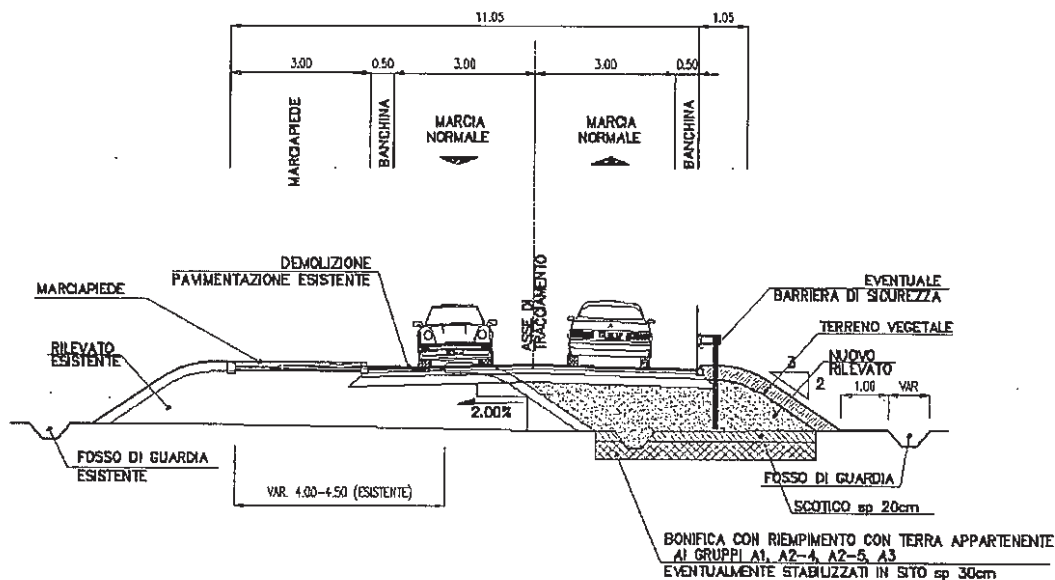 11.05
1.05
3.00
0.50
3.00
3.00
0.50
MARCIAPIEDE
BANCHINA
MARCIA
NORMALE
MARCIA
NORMALE
BANCHINA
ASSE DI
TRACCIAMENTO
DEMOLIZIONE
PAVIMENTAZIONE ESISTENTE
MARCIAPIEDE
RILEVATO
ESISTENTE
EVENTUALE
BARRIERA DI SICUREZZA
TERRENO VEGETALE
3
2
NUOVO
RILEVATO
1.00
VAR
2.00%
FOSSO DI GUARDIA
ESISTENTE
VAR. 4.00-4.50 (ESISTENTE)
FOSSO DI GUARDIA
SCOTICO sp 20cm
BONIFICA CON RIEMPIMENTO CON TERRA APPARTENENTE
AI GRUPPI A1, A2-4, A2-5, A3
EVENTUALMENTE STABILIZZATI IN SITO sp 30cm